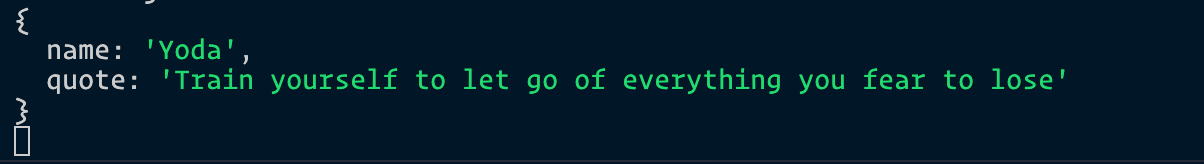 {
  name: 'Yoda',
  quote: 'Train yourself to let go of everything you fear to lose'
}